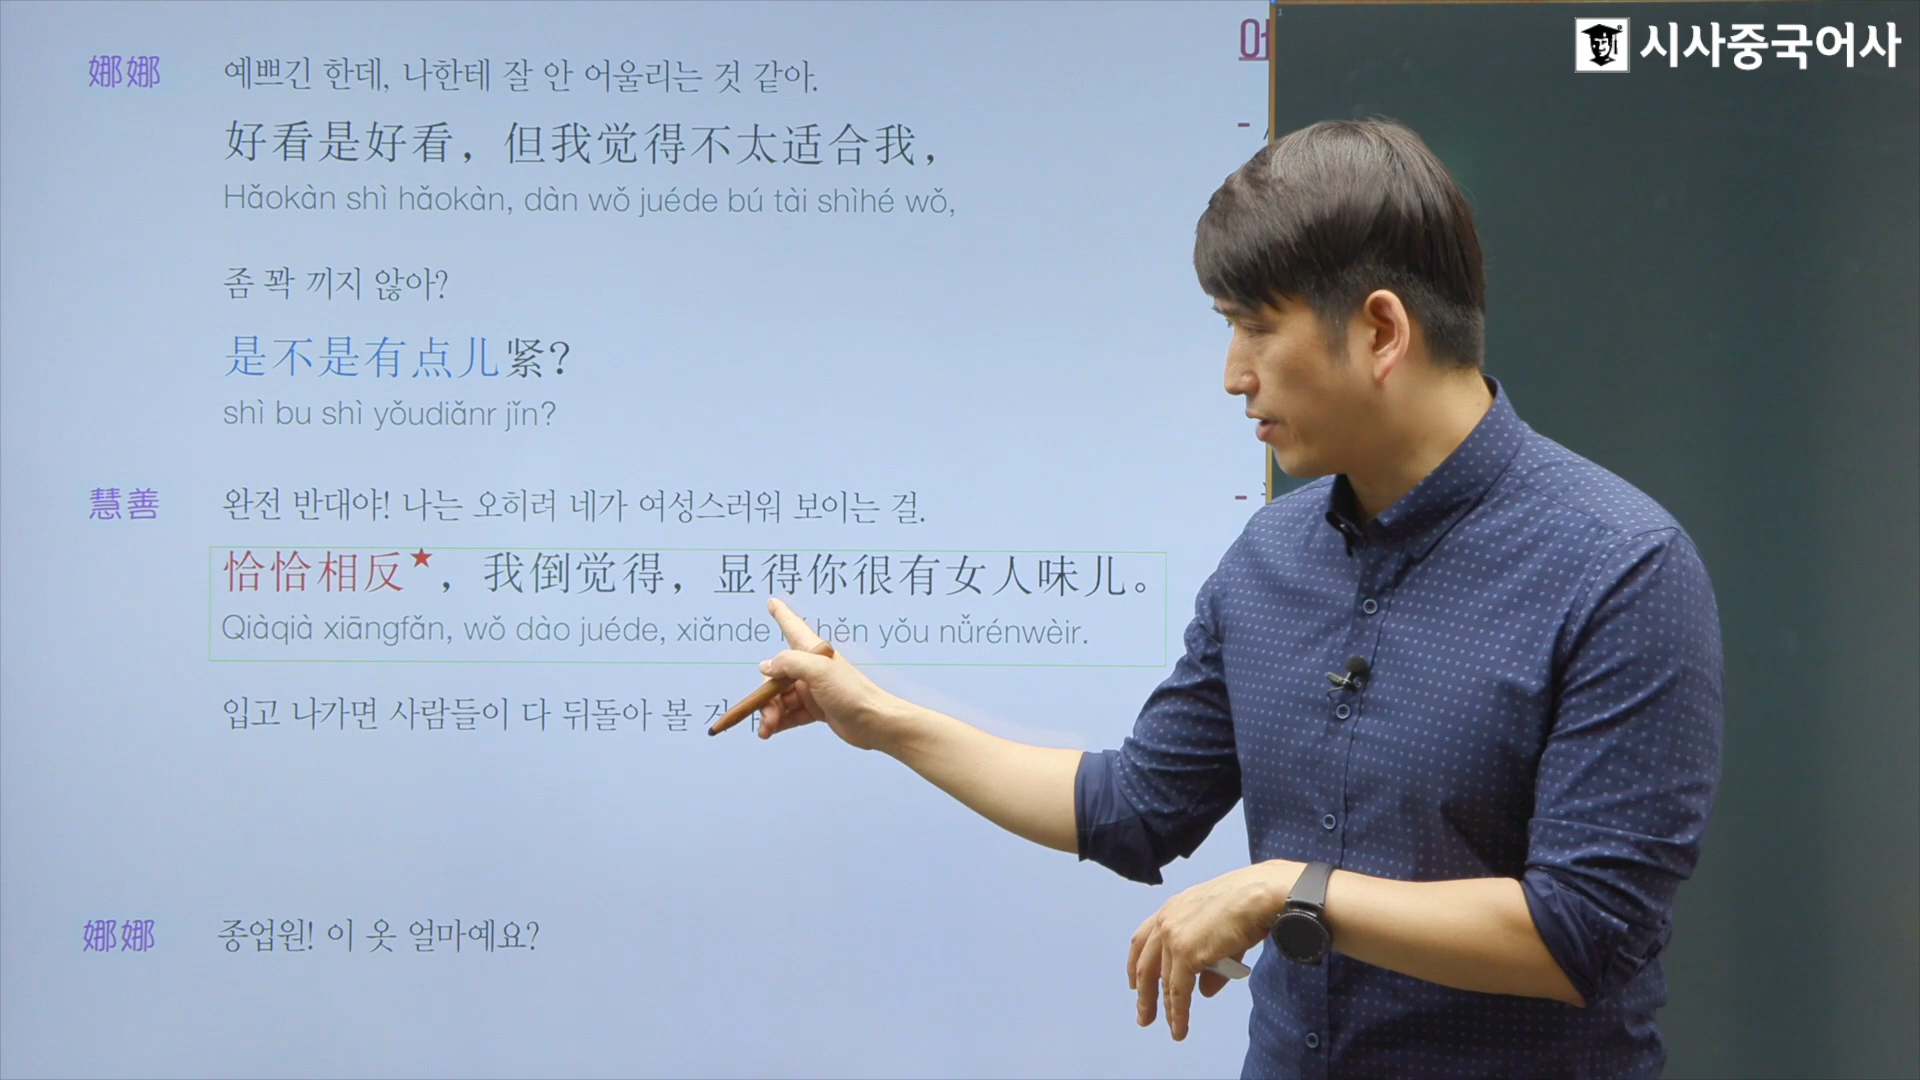 시사중국어사
娜娜 예쁘긴 한데, 나한테 잘 안 어울리는 것 같아.
好看是好看，但我觉得不太适合我，
Hǎokàn shì hǎokàn, dàn wǒ juéde bú tài shìhé wǒ,
좀 꽉 끼지 않아?
是不是有点儿紧?
shì bu shì yǒudiǎnr jǐn?
慧善 완전 반대야! 나는 오히려 네가 여성스러워 보이는 걸.
恰恰相反★，我倒觉得，显得你很有女人味儿。
Qiàqià xiāngfǎn, wǒ dào juéde, xiǎnde hěn yǒu nǚrénwèir.
입고 나가면 사람들이 다 뒤돌아 볼
娜娜 종업원! 이 옷 얼마예요?